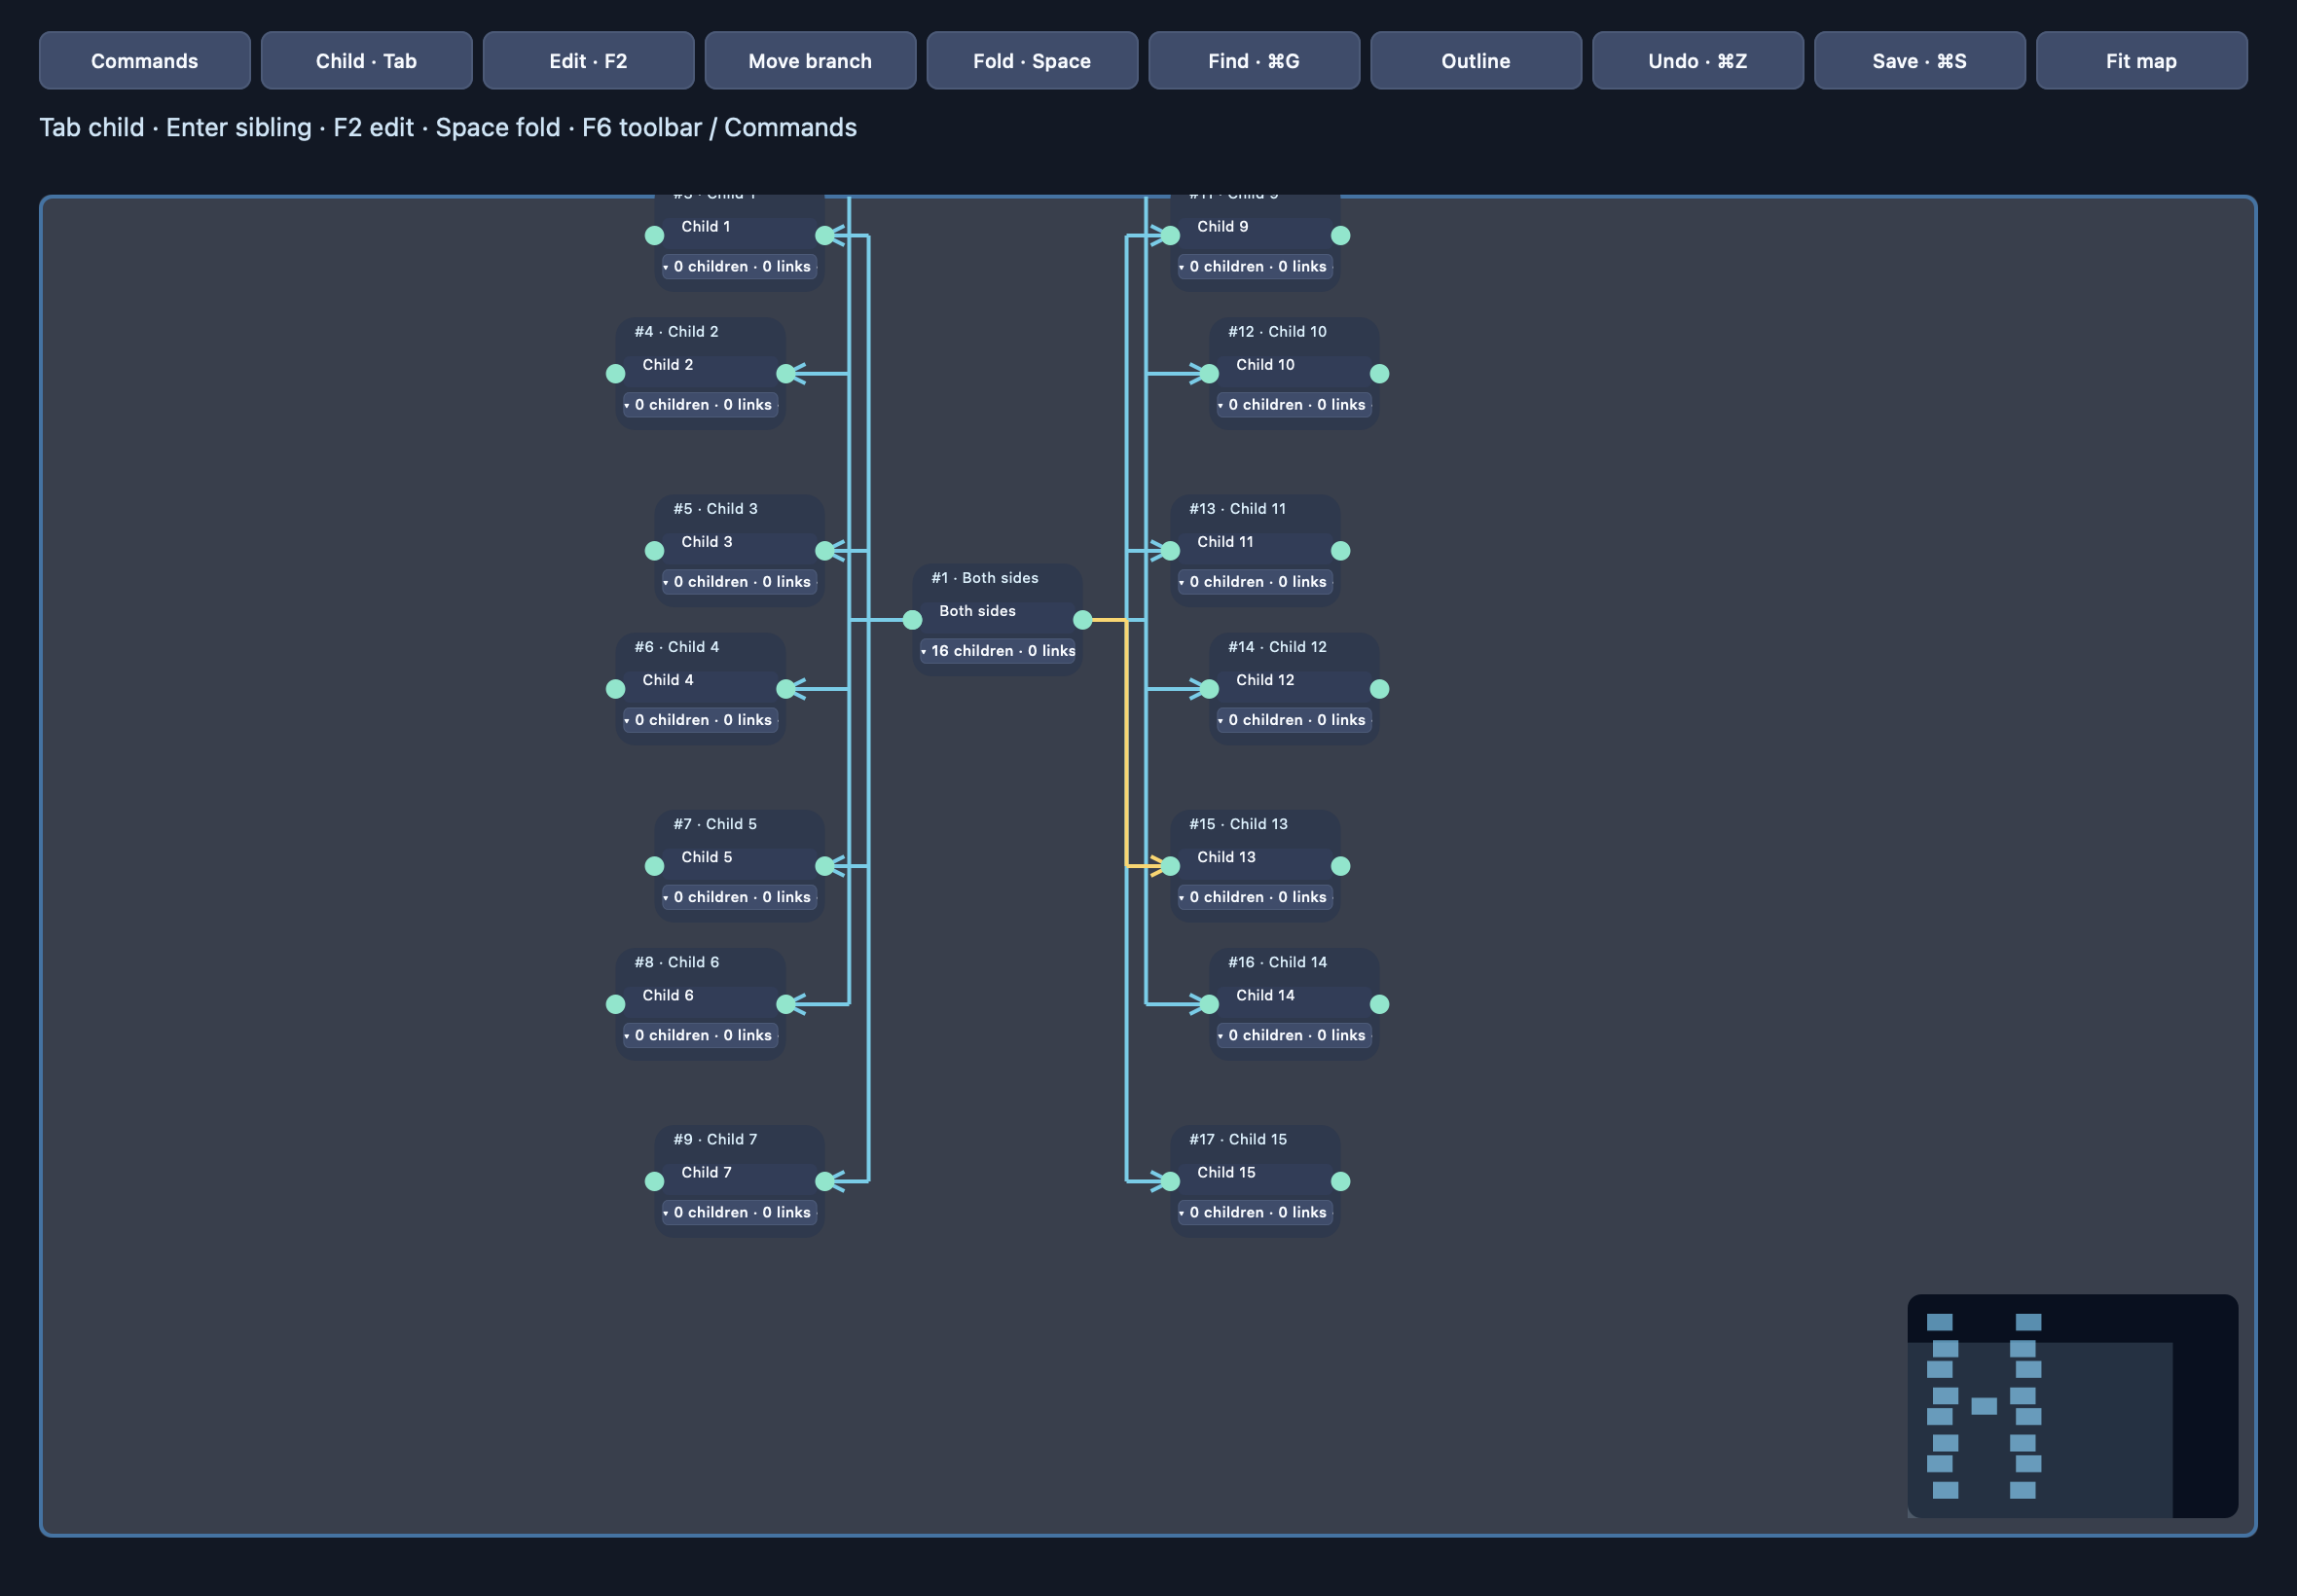 Commands
Child · Tab
Edit · F2
Move branch
Fold · Space
Find · ⌘G
Outline
Undo · ⌘Z
Save · ⌘S
Fit map
Tab child · Enter sibling · F2 edit · Space fold · F6 toolbar / Commands
Child 1
▾ 0 children · 0 links
#4 · Child 2
Child 2
▾ 0 children · 0 links
#5 · Child 3
Child 3
▾ 0 children · 0 links
#6 · Child 4
Child 4
▾ 0 children · 0 links
#7 · Child 5
Child 5
▾ 0 children · 0 links
#8 · Child 6
Child 6
▾ 0 children · 0 links
#9 · Child 7
Child 7
▾ 0 children · 0 links
#1 · Both sides
Both sides
▾ 16 children · 0 links
Child 9
▾ 0 children · 0 links
#12 · Child 10
Child 10
▾ 0 children · 0 links
#13 · Child 11
Child 11
▾ 0 children · 0 links
#14 · Child 12
Child 12
▾ 0 children · 0 links
#15 · Child 13
Child 13
▾ 0 children · 0 links
#16 · Child 14
Child 14
▾ 0 children · 0 links
#17 · Child 15
Child 15
▾ 0 children · 0 links